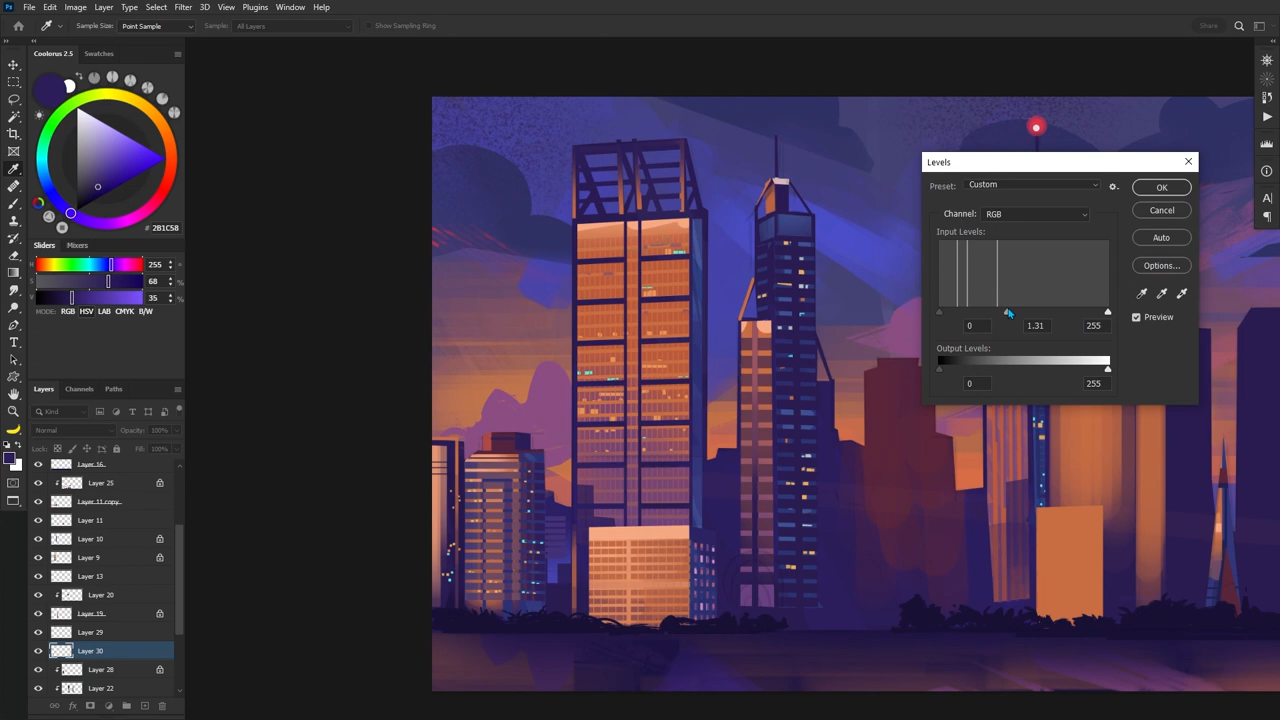 Ps File Edit Image Layer Type Select Filter 3D View Plugins Window Help
Sample Size: Point Sample Sample: All Layers Show Sampling Ring Share
Coolorus 2.5 Swatches
# 2B1C58
Sliders Mixers
H 255 °
S 68 %
V 35 %
MODE: RGB HSV LAB CMYK B/W
Layers Channels Paths
Kind
Normal Opacity: 100%
Lock: Fill: 100%
Layer 16
Layer 25
Layer 11 copy
Layer 11
Layer 10
Layer 9
Layer 13
Layer 20
Layer 19
Layer 29
Layer 30
Layer 28
Layer 22
fx
Levels
Preset: Custom
OK
Channel: RGB
Cancel
Input Levels:
Auto
Options...
Preview
0 1.31 255
Output Levels:
0 255